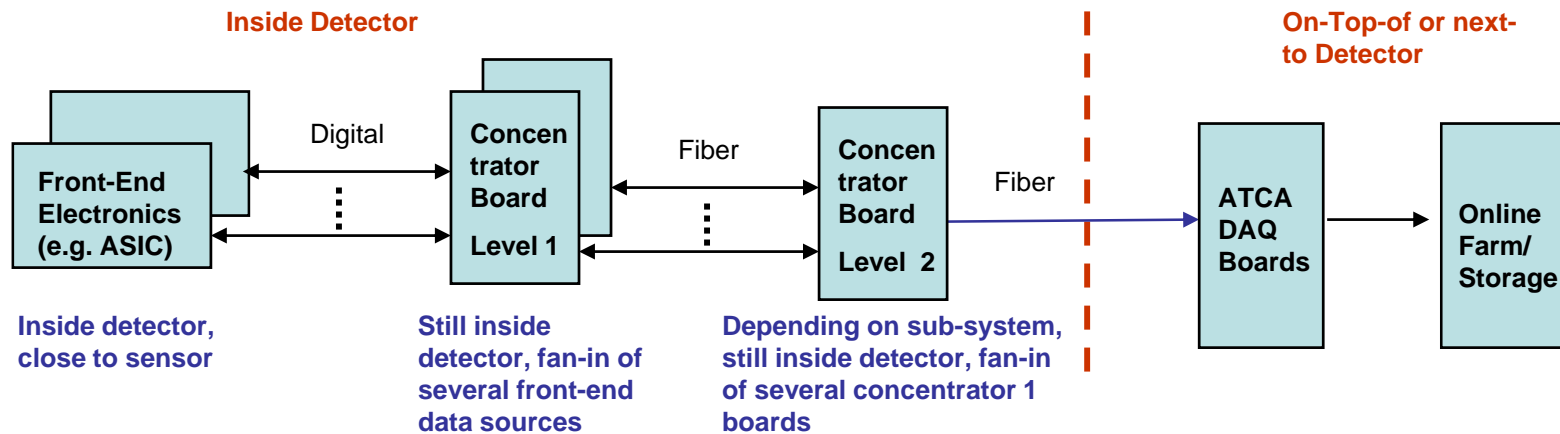 Inside Detector
On-Top-of or next-
to Detector
Front-End
Electronics
(e.g. ASIC)
Digital
Concen
trator
Board
Level 1
Fiber
Concen
trator
Board
Level 2
Fiber
ATCA
DAQ
Boards
Online
Farm/
Storage
Inside detector,
close to sensor
Still inside
detector, fan-in of
several front-end
data sources
Depending on sub-system,
still inside detector, fan-in
of several concentrator 1
boards